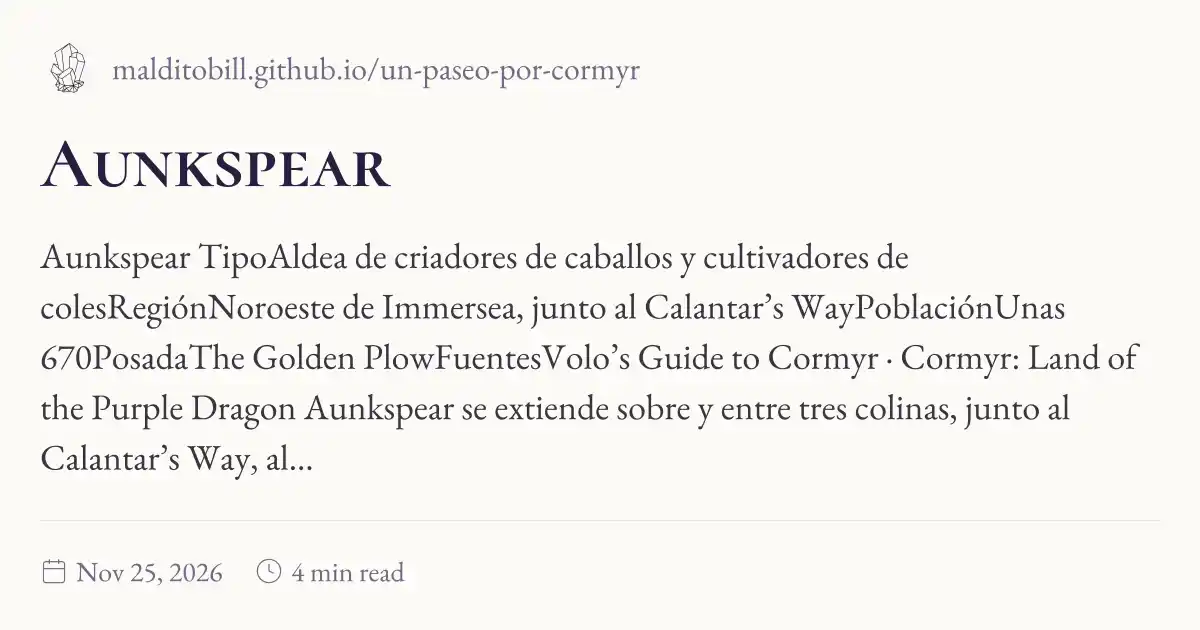 malditobill.github.io/un-paseo-por-cormyr
Aunkspear
Aunkspear TipoAldea de criadores de caballos y cultivadores de
colesRegiónNoroeste de Immersea, junto al Calantar’s WayPoblaciónUnas
670PosadaThe Golden PlowFuentesVolo’s Guide to Cormyr · Cormyr: Land of
the Purple Dragon Aunkspear se extiende sobre y entre tres colinas, junto al
Calantar’s Way, al...
Nov 25, 2026 4 min read